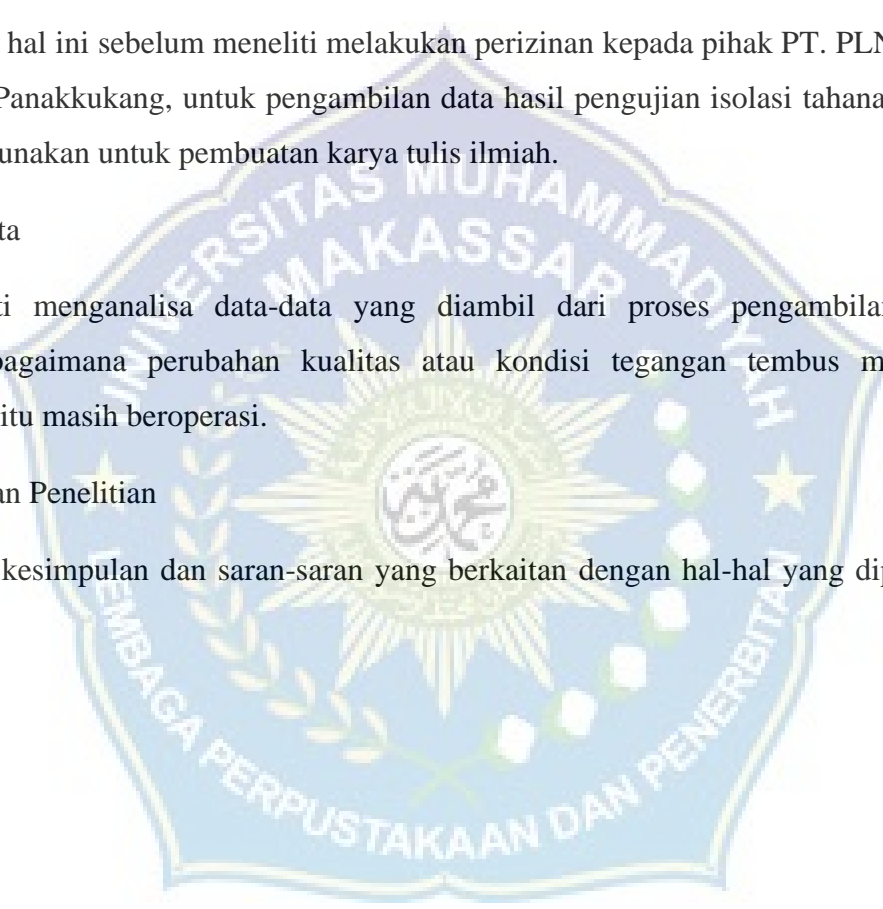 hal ini sebelum meneliti melakukan perizinan kepada pihak PT. PLN
Panakkukang, untuk pengambilan data hasil pengujian isolasi tahana
unakan untuk pembuatan karya tulis ilmiah.
ta
ti menganalisa data-data yang diambil dari proses pengambilan
bagaimana perubahan kualitas atau kondisi tegangan tembus m
itu masih beroperasi.
an Penelitian
kesimpulan dan saran-saran yang berkaitan dengan hal-hal yang dip
UNIVERSITAS MUHAMMADIYAH
MAKASSAR
LEMBAGA PERPUSTAKAAN DAN PENERBITAN